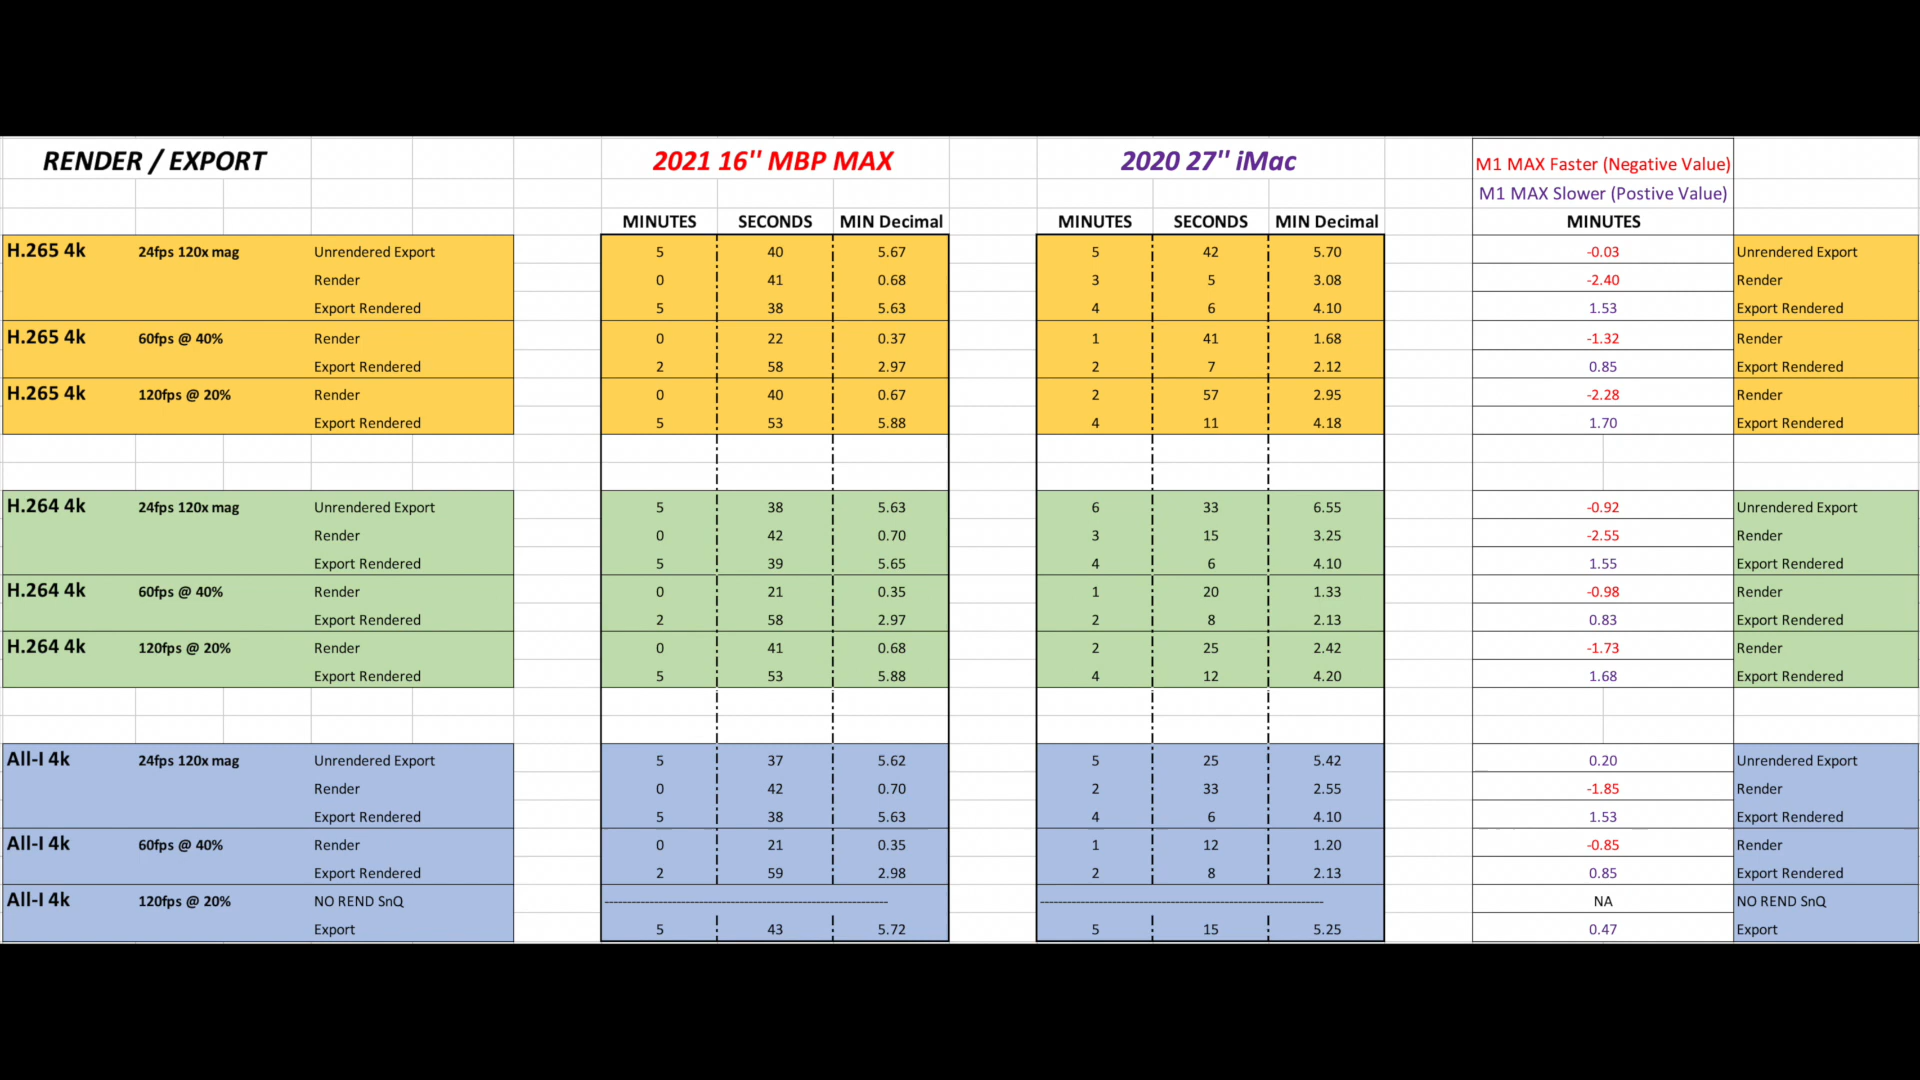 RENDER / EXPORT 2021 16" MBP MAX 2020 27" iMac M1 MAX Faster (Negative Value)
M1 MAX Slower (Postive Value)
MINUTES SECONDS MIN Decimal MINUTES SECONDS MIN Decimal MINUTES
H.265 4k 24fps 120x mag Unrendered Export 5 40 5.67 5 42 5.70 -0.03 Unrendered Export
Render 0 41 0.68 3 5 3.08 -2.40 Render
Export Rendered 5 38 5.63 4 6 4.10 1.53 Export Rendered
H.265 4k 60fps @ 40% Render 0 22 0.37 1 41 1.68 -1.32 Render
Export Rendered 2 58 2.97 2 7 2.12 0.85 Export Rendered
H.265 4k 120fps @ 20% Render 0 40 0.67 2 57 2.95 -2.28 Render
Export Rendered 5 53 5.88 4 11 4.18 1.70 Export Rendered
H.264 4k 24fps 120x mag Unrendered Export 5 38 5.63 6 33 6.55 -0.92 Unrendered Export
Render 0 42 0.70 3 15 3.25 -2.55 Render
Export Rendered 5 39 5.65 4 6 4.10 1.55 Export Rendered
H.264 4k 60fps @ 40% Render 0 21 0.35 1 20 1.33 -0.98 Render
Export Rendered 2 58 2.97 2 8 2.13 0.83 Export Rendered
H.264 4k 120fps @ 20% Render 0 41 0.68 2 25 2.42 -1.73 Render
Export Rendered 5 53 5.88 4 12 4.20 1.68 Export Rendered
All-I 4k 24fps 120x mag Unrendered Export 5 37 5.62 5 25 5.42 0.20 Unrendered Export
Render 0 42 0.70 2 33 2.55 -1.85 Render
Export Rendered 5 38 5.63 4 6 4.10 1.53 Export Rendered
All-I 4k 60fps @ 40% Render 0 21 0.35 1 12 1.20 -0.85 Render
Export Rendered 2 59 2.98 2 8 2.13 0.85 Export Rendered
All-I 4k 120fps @ 20% NO REND SnQ NA NO REND SnQ
Export 5 43 5.72 5 15 5.25 0.47 Export